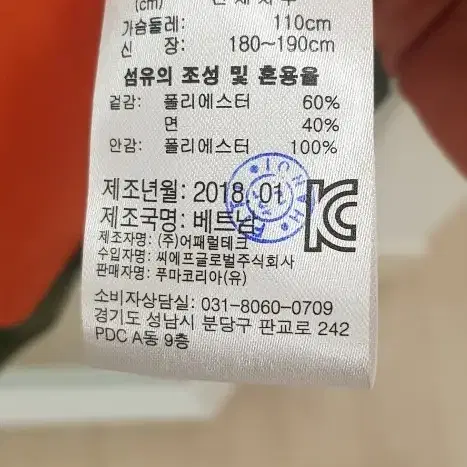 (cm)
가슴둘레: 110cm
신 장: 180~190cm
섬유의 조성 및 혼용율
겉감: 폴리에스터 60%
면 40%
안감: 폴리에스터 100%
제조년월: 2018.01
제조국명: 베트남
제조자명: (주)어패럴테크
수입자명: 씨에프글로벌주식회사
판매자명: 푸마코리아(유)
소비자상담실: 031-8060-0709
경기도 성남시 분당구 판교로 242
PDC A동 9층